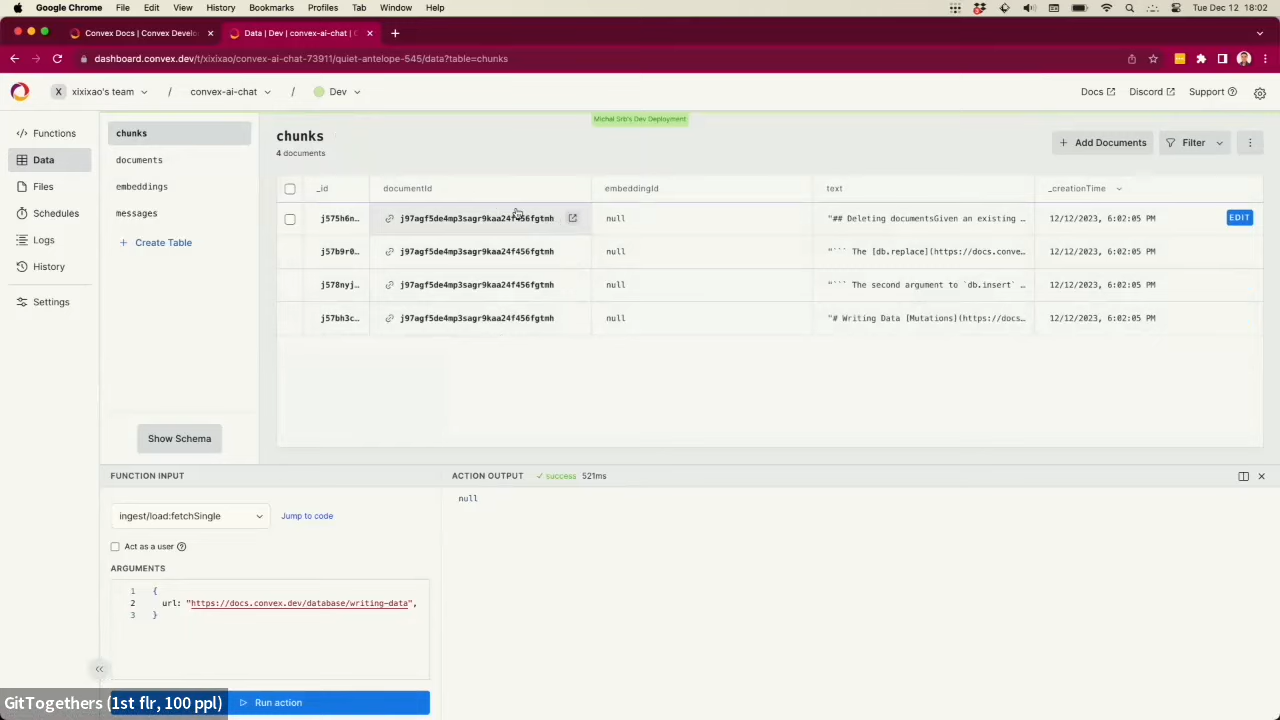 Google Chrome File Edit View History Bookmarks Profiles Tab Window Help Tue Dec 12 18:02
Convex Docs | Convex Develo Data | Dev | convex-ai-chat |
dashboard.convex.dev/t/xixixao/convex-ai-chat-73911/quiet-antelope-545/data?table=chunks
X xixixao's team / convex-ai-chat / Dev Docs Discord Support
Michal Srb's Dev Deployment
Functions
Data
Files
Schedules
Logs
History
Settings
chunks
documents
embeddings
messages
+ Create Table
Show Schema
chunks
4 documents
+ Add Documents Filter
_id documentId embeddingId text _creationTime
j575h6n… j97agf5de4mp3sagr9kaa24f456fgtmh null "## Deleting documentsGiven an existing … 12/12/2023, 6:02:05 PM EDIT
j57b9r0… j97agf5de4mp3sagr9kaa24f456fgtmh null "``` The [db.replace](https://docs.conve… 12/12/2023, 6:02:05 PM
j578nyj… j97agf5de4mp3sagr9kaa24f456fgtmh null "``` The second argument to `db.insert` … 12/12/2023, 6:02:05 PM
j57bh3c… j97agf5de4mp3sagr9kaa24f456fgtmh null "# Writing Data [Mutations](https://docs… 12/12/2023, 6:02:05 PM
FUNCTION INPUT
ingest/load:fetchSingle Jump to code
Act as a user
ARGUMENTS
1 {
2 url: "https://docs.convex.dev/database/writing-data",
3 }
Run action
ACTION OUTPUT success 521ms
null
GitTogethers (1st flr, 100 ppl)